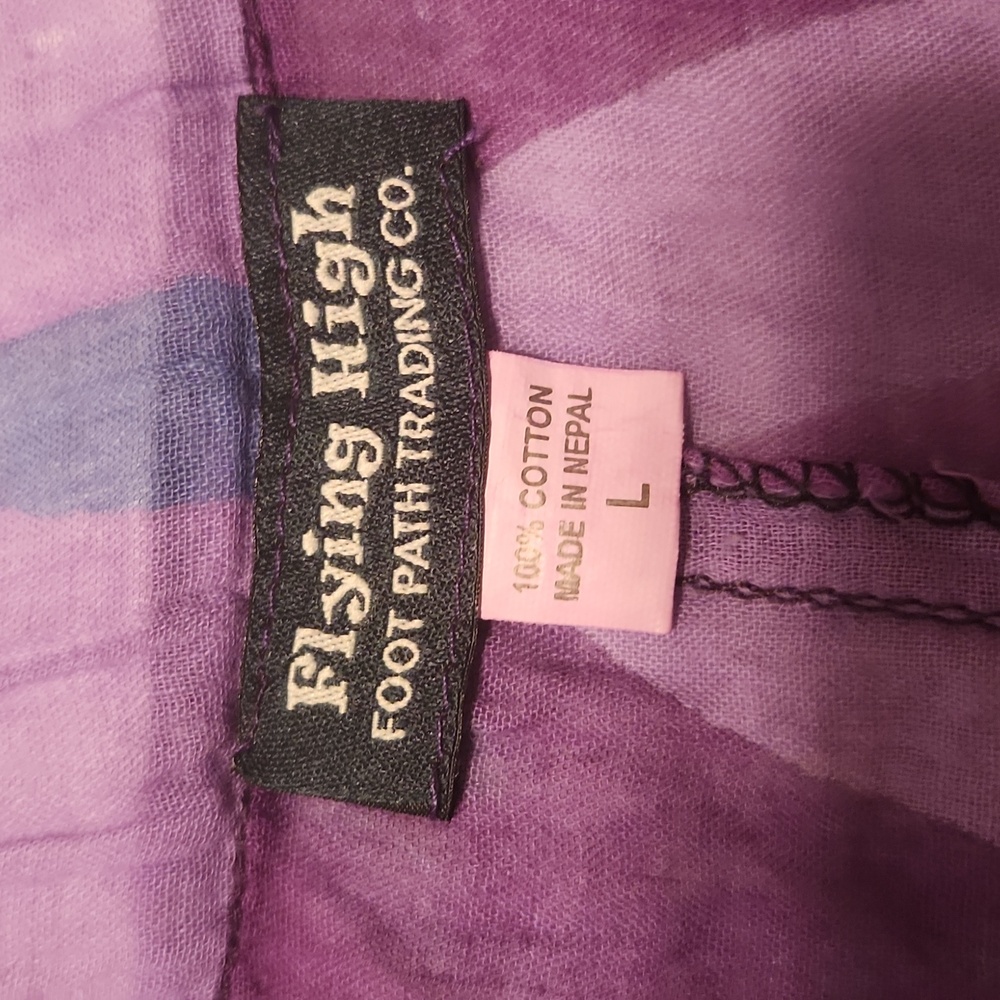 Flying High
FOOT PATH TRADING CO.
100% COTTON
MADE IN NEPAL
L